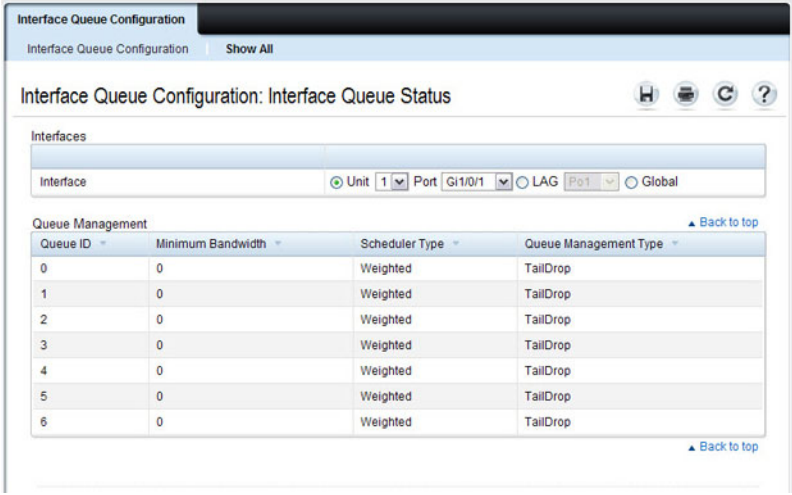 Interface Queue Configuration
Interface Queue Configuration Show All
Interface Queue Configuration: Interface Queue Status
Interfaces
Interface Unit 1 Port Gi1/0/1 LAG Po1 Global
Queue Management Back to top
Queue ID Minimum Bandwidth Scheduler Type Queue Management Type
0 0 Weighted TailDrop
1 0 Weighted TailDrop
2 0 Weighted TailDrop
3 0 Weighted TailDrop
4 0 Weighted TailDrop
5 0 Weighted TailDrop
6 0 Weighted TailDrop
Back to top